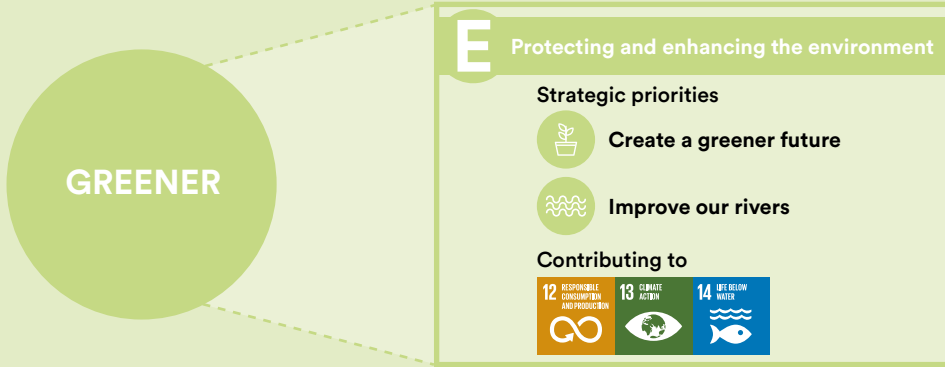 GREENER
E
Protecting and enhancing the environment
Strategic priorities
Create a greener future
Improve our rivers
Contributing to
12 RESPONSIBLE
CONSUMPTION
AND PRODUCTION
13 CLIMATE
ACTION
14 LIFE BELOW
WATER